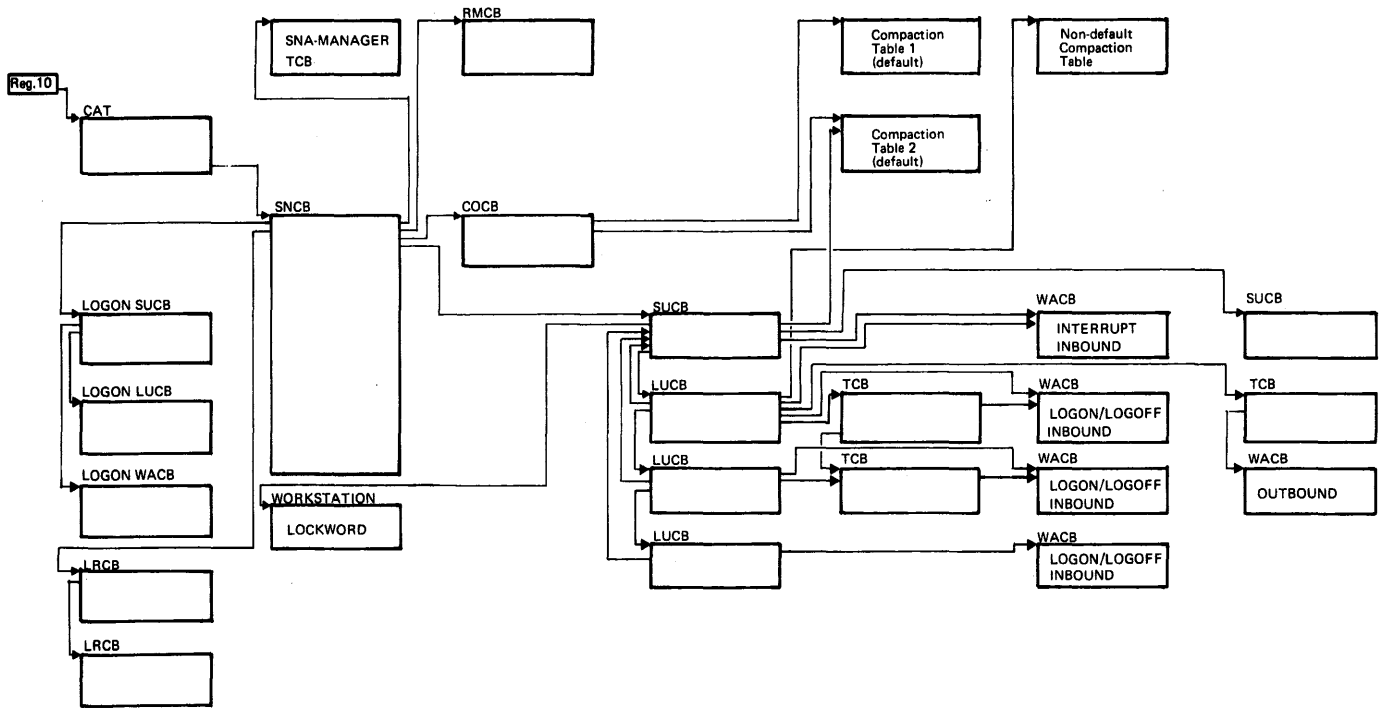 RMCB
SNA-MANAGER
TCB
Compaction
Table 1
(default)
Non-default
Compaction
Table
Reg.10
CAT
Compaction
Table 2
(default)
SNCB
COCB
LOGON SUCB
SUCB
WACB
INTERRUPT
INBOUND
SUCB
LOGON LUCB
LUCB
TCB
WACB
LOGON/LOGOFF
INBOUND
TCB
LOGON WACB
LUCB
TCB
WACB
LOGON/LOGOFF
INBOUND
WACB
OUTBOUND
WORKSTATION
LOCKWORD
LUCB
WACB
LOGON/LOGOFF
INBOUND
LRCB
LRCB